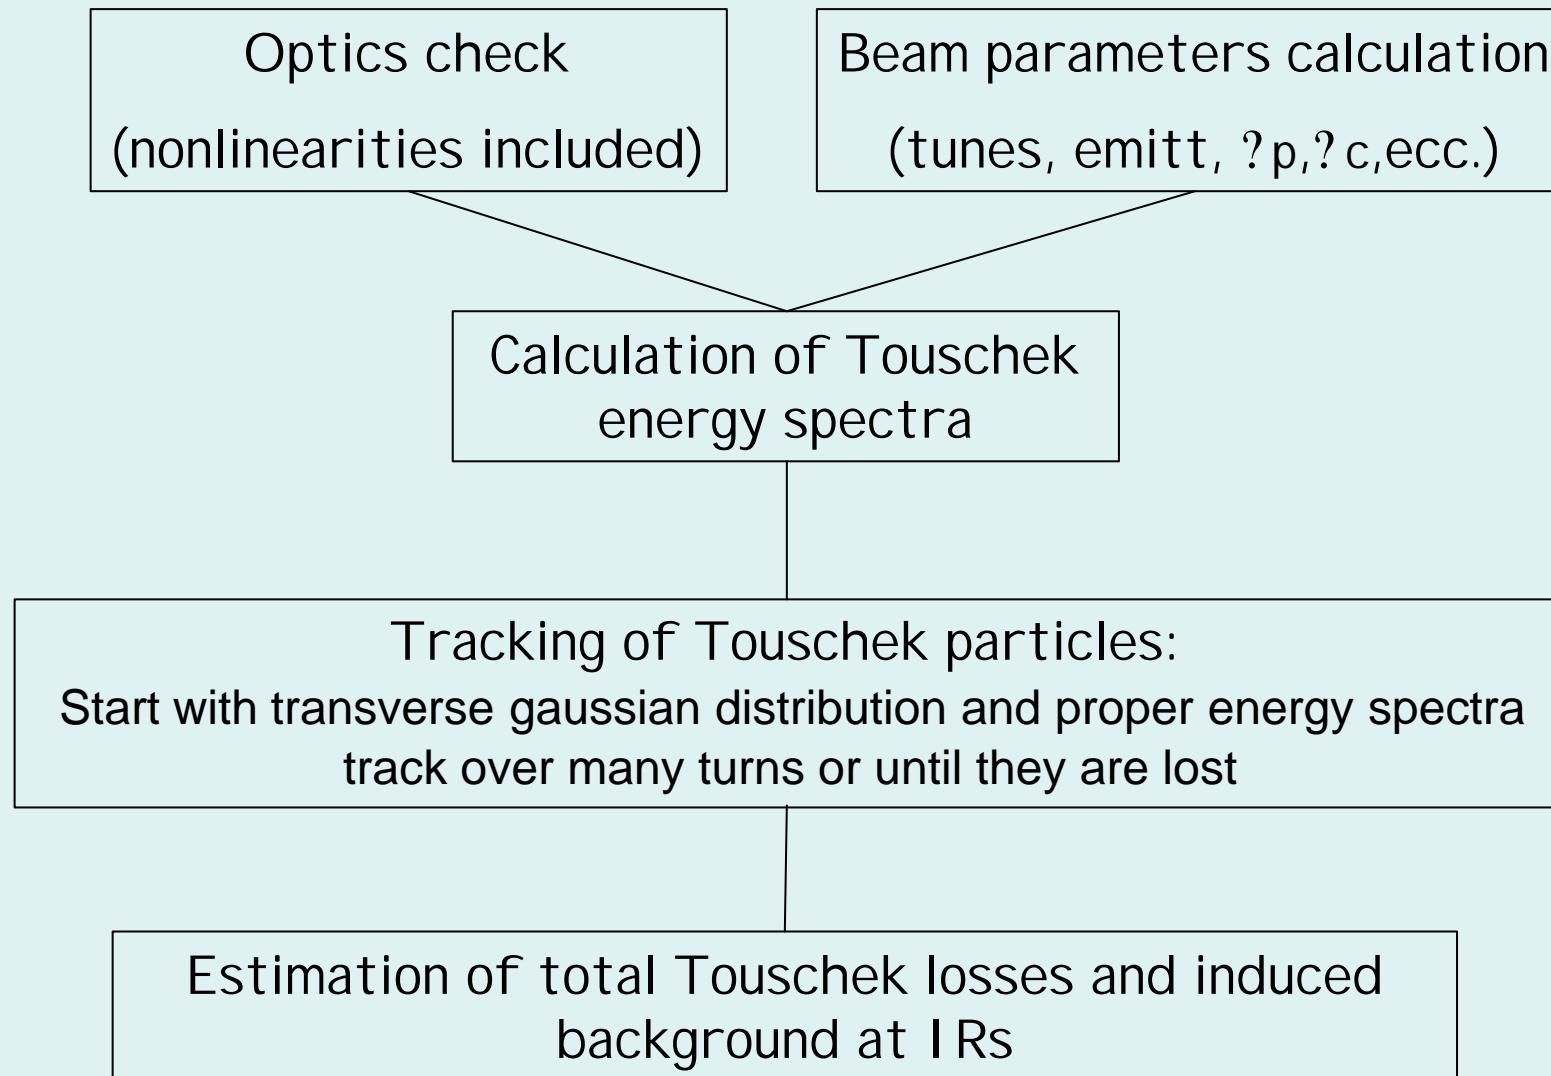 Optics check
(nonlinearities included)
Beam parameters calculation
(tunes, emitt, ?p,?c,ecc.)
Calculation of Touschek
energy spectra
Tracking of Touschek particles:
Start with transverse gaussian distribution and proper energy spectra
track over many turns or until they are lost
Estimation of total Touschek losses and induced
background at IRs